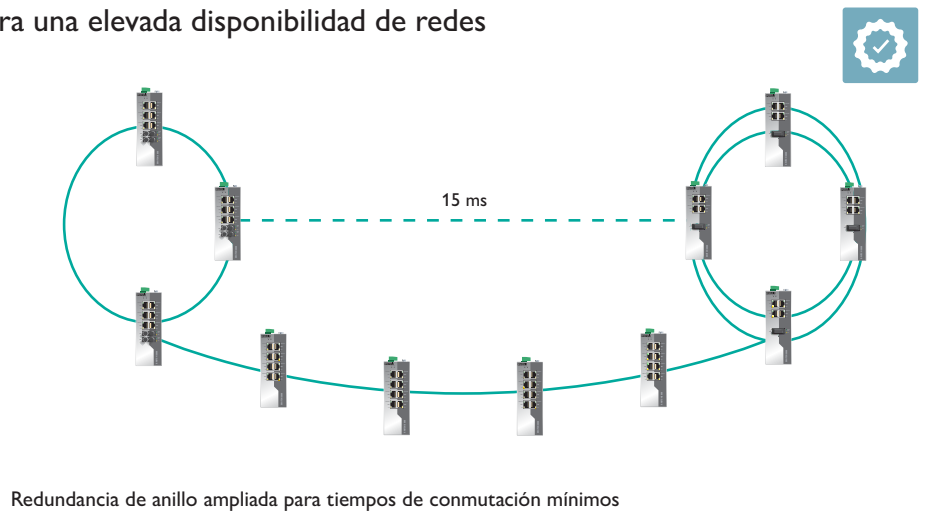 ra una elevada disponibilidad de redes
15 ms
Redundancia de anillo ampliada para tiempos de conmutación mínimos